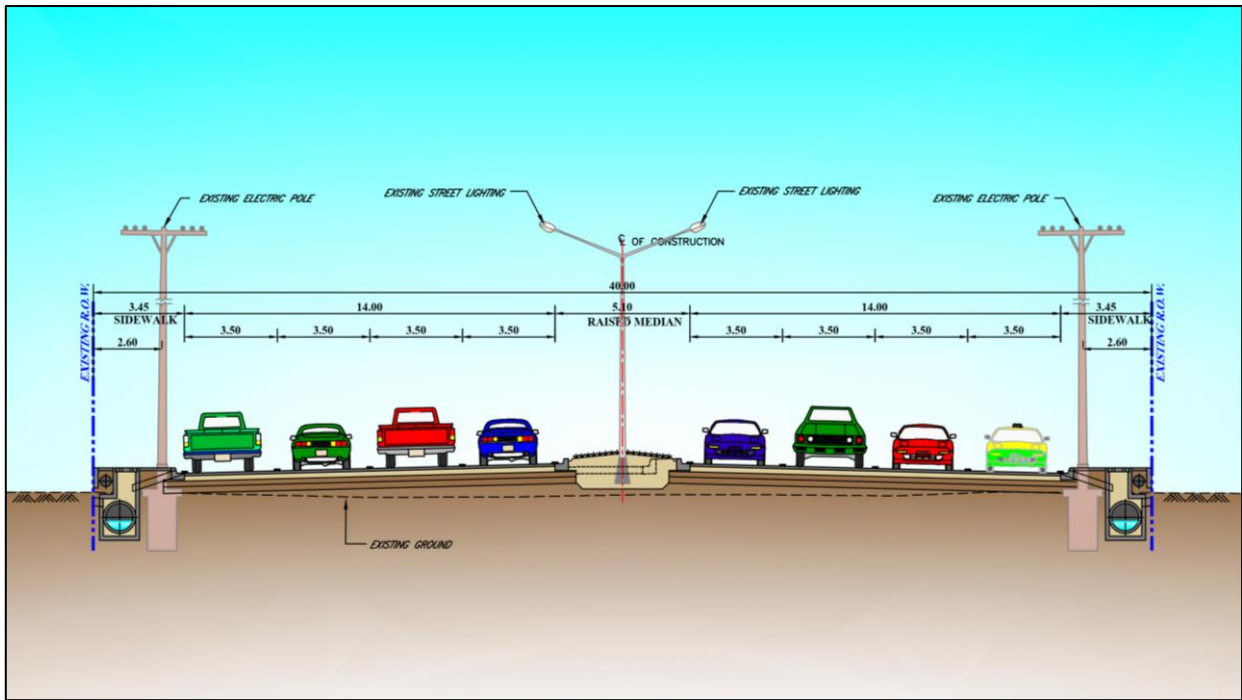 EXISTING ELECTRIC POLE
EXISTING STREET LIGHTING
EXISTING STREET LIGHTING
EXISTING ELECTRIC POLE
℄ OF CONSTRUCTION
40.00
3.45
14.00
5.10
14.00
3.45
SIDEWALK
RAISED MEDIAN
SIDEWALK
3.50
3.50
3.50
3.50
3.50
3.50
3.50
3.50
2.60
2.60
EXISTING R.O.W.
EXISTING R.O.W.
EXISTING GROUND